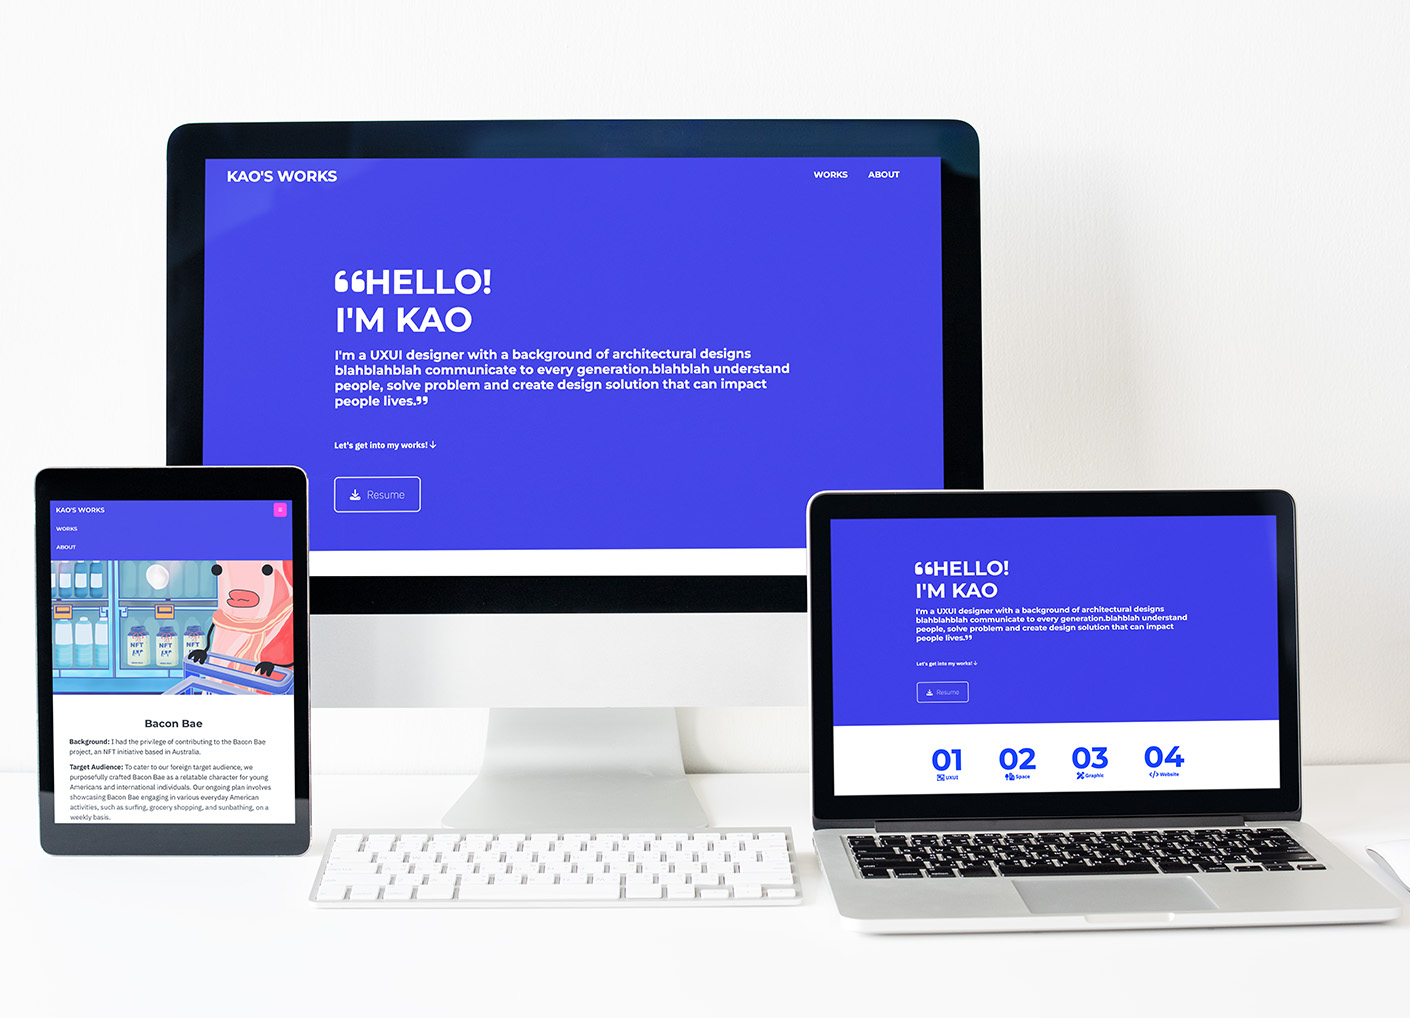 KAO'S WORKS
WORKS ABOUT
“HELLO!
I'M KAO
I'm a UXUI designer with a background of architectural designs
blahblahblah communicate to every generation.blahblah understand
people, solve problem and create design solution that can impact
people lives.”
Let's get into my works! ↓
Resume
KAO'S WORKS
WORKS
ABOUT
NFT
NFT
NFT
Bacon Bae
Background: I had the privilege of contributing to the Bacon Bae
project, an NFT initiative based in Australia.
Target Audience: To cater to our foreign target audience, we
purposefully crafted Bacon Bae as a relatable character for young
Americans and international individuals. Our ongoing plan involves
showcasing Bacon Bae engaging in various everyday American
activities, such as surfing, grocery shopping, and sunbathing, on a
weekly basis.
“HELLO!
I'M KAO
I'm a UXUI designer with a background of architectural designs
blahblahblah communicate to every generation.blahblah understand
people, solve problem and create design solution that can impact
people lives.”
Let's get into my works! ↓
Resume
01 02 03 04
UXUI Space Graphic Website